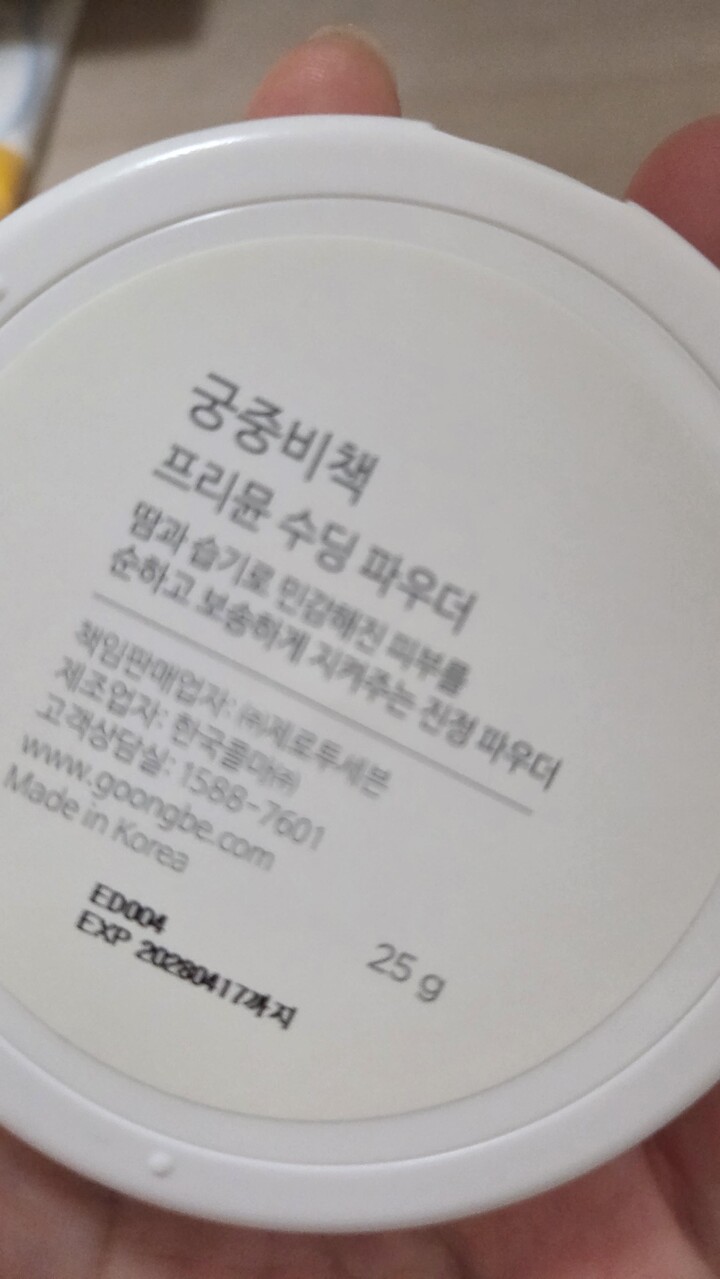 궁중비책
프리뮨 수딩 파우더
땀과 습기로 민감해진 피부를
순하고 보송하게 지켜주는 진정 파우더
책임판매업자: ㈜제로투세븐
제조업자: 한국콜마㈜
고객상담실: 1588-7601
www.goongbe.com
Made in Korea
ED004
EXP 20280417까지
25 g